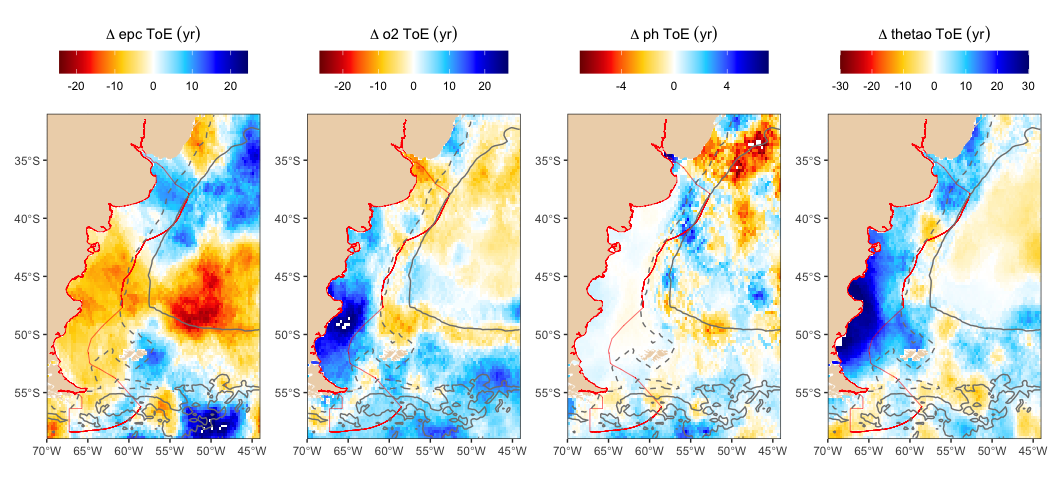 Δ epc ToE (yr)
Δ o2 ToE (yr)
Δ ph ToE (yr)
Δ thetao ToE (yr)
-20 -10 0 10 20
-20 -10 0 10 20
-4 0 4
-30 -20 -10 0 10 20 30
35°S 35°S 35°S 35°S
40°S 40°S 40°S 40°S
45°S 45°S 45°S 45°S
50°S 50°S 50°S 50°S
55°S 55°S 55°S 55°S
70°W 65°W 60°W 55°W 50°W 45°W
70°W 65°W 60°W 55°W 50°W 45°W
70°W 65°W 60°W 55°W 50°W 45°W
70°W 65°W 60°W 55°W 50°W 45°W